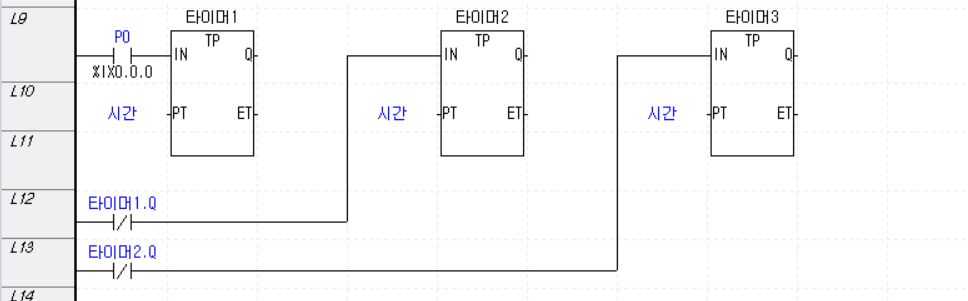 L9
타이머1
타이머2
타이머3
P0
%IX0.0.0
TP
IN
Q
TP
IN
Q
TP
IN
Q
L10
시간
PT
ET
시간
PT
ET
시간
PT
ET
L11
L12
타이머1.Q
L13
타이머2.Q
L14